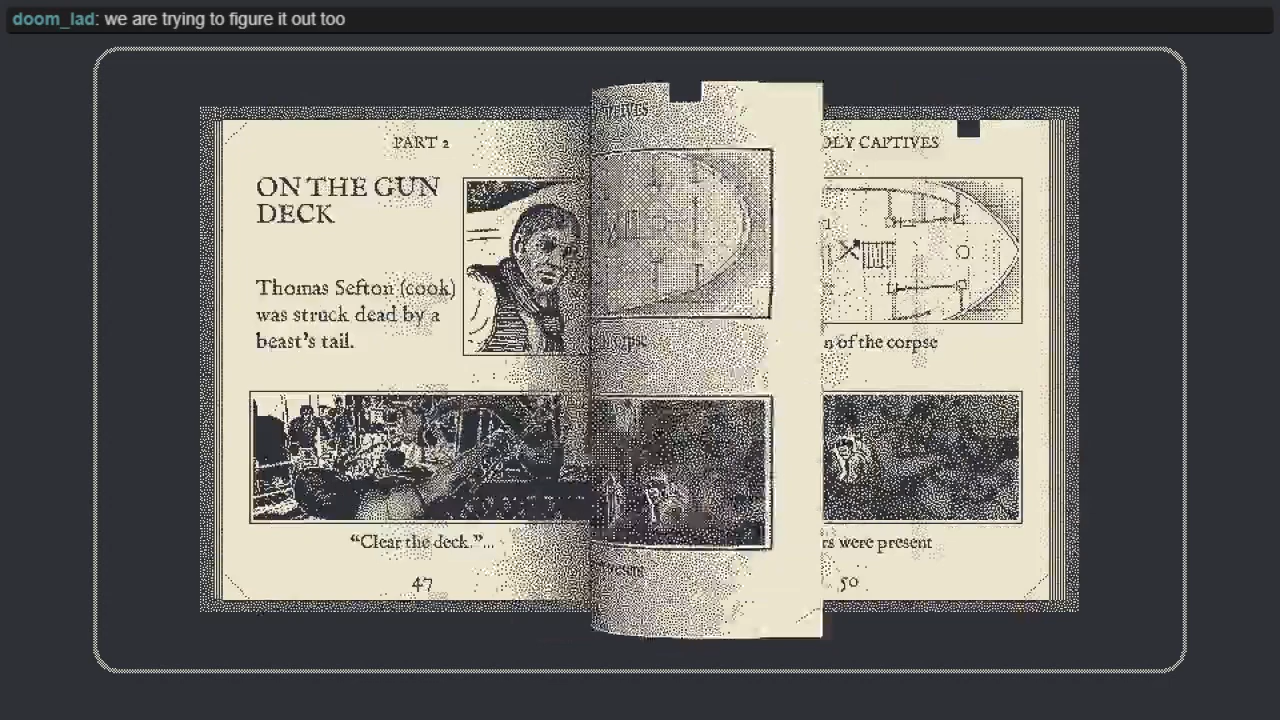 doom_lad: we are trying to figure it out too
PART 2
ON THE GUN
DECK
Thomas Sefton (cook)
was struck dead by a
beast's tail.
"Clear the deck."...
47
OLY CAPTIVES
n of the corpse
rs were present
50